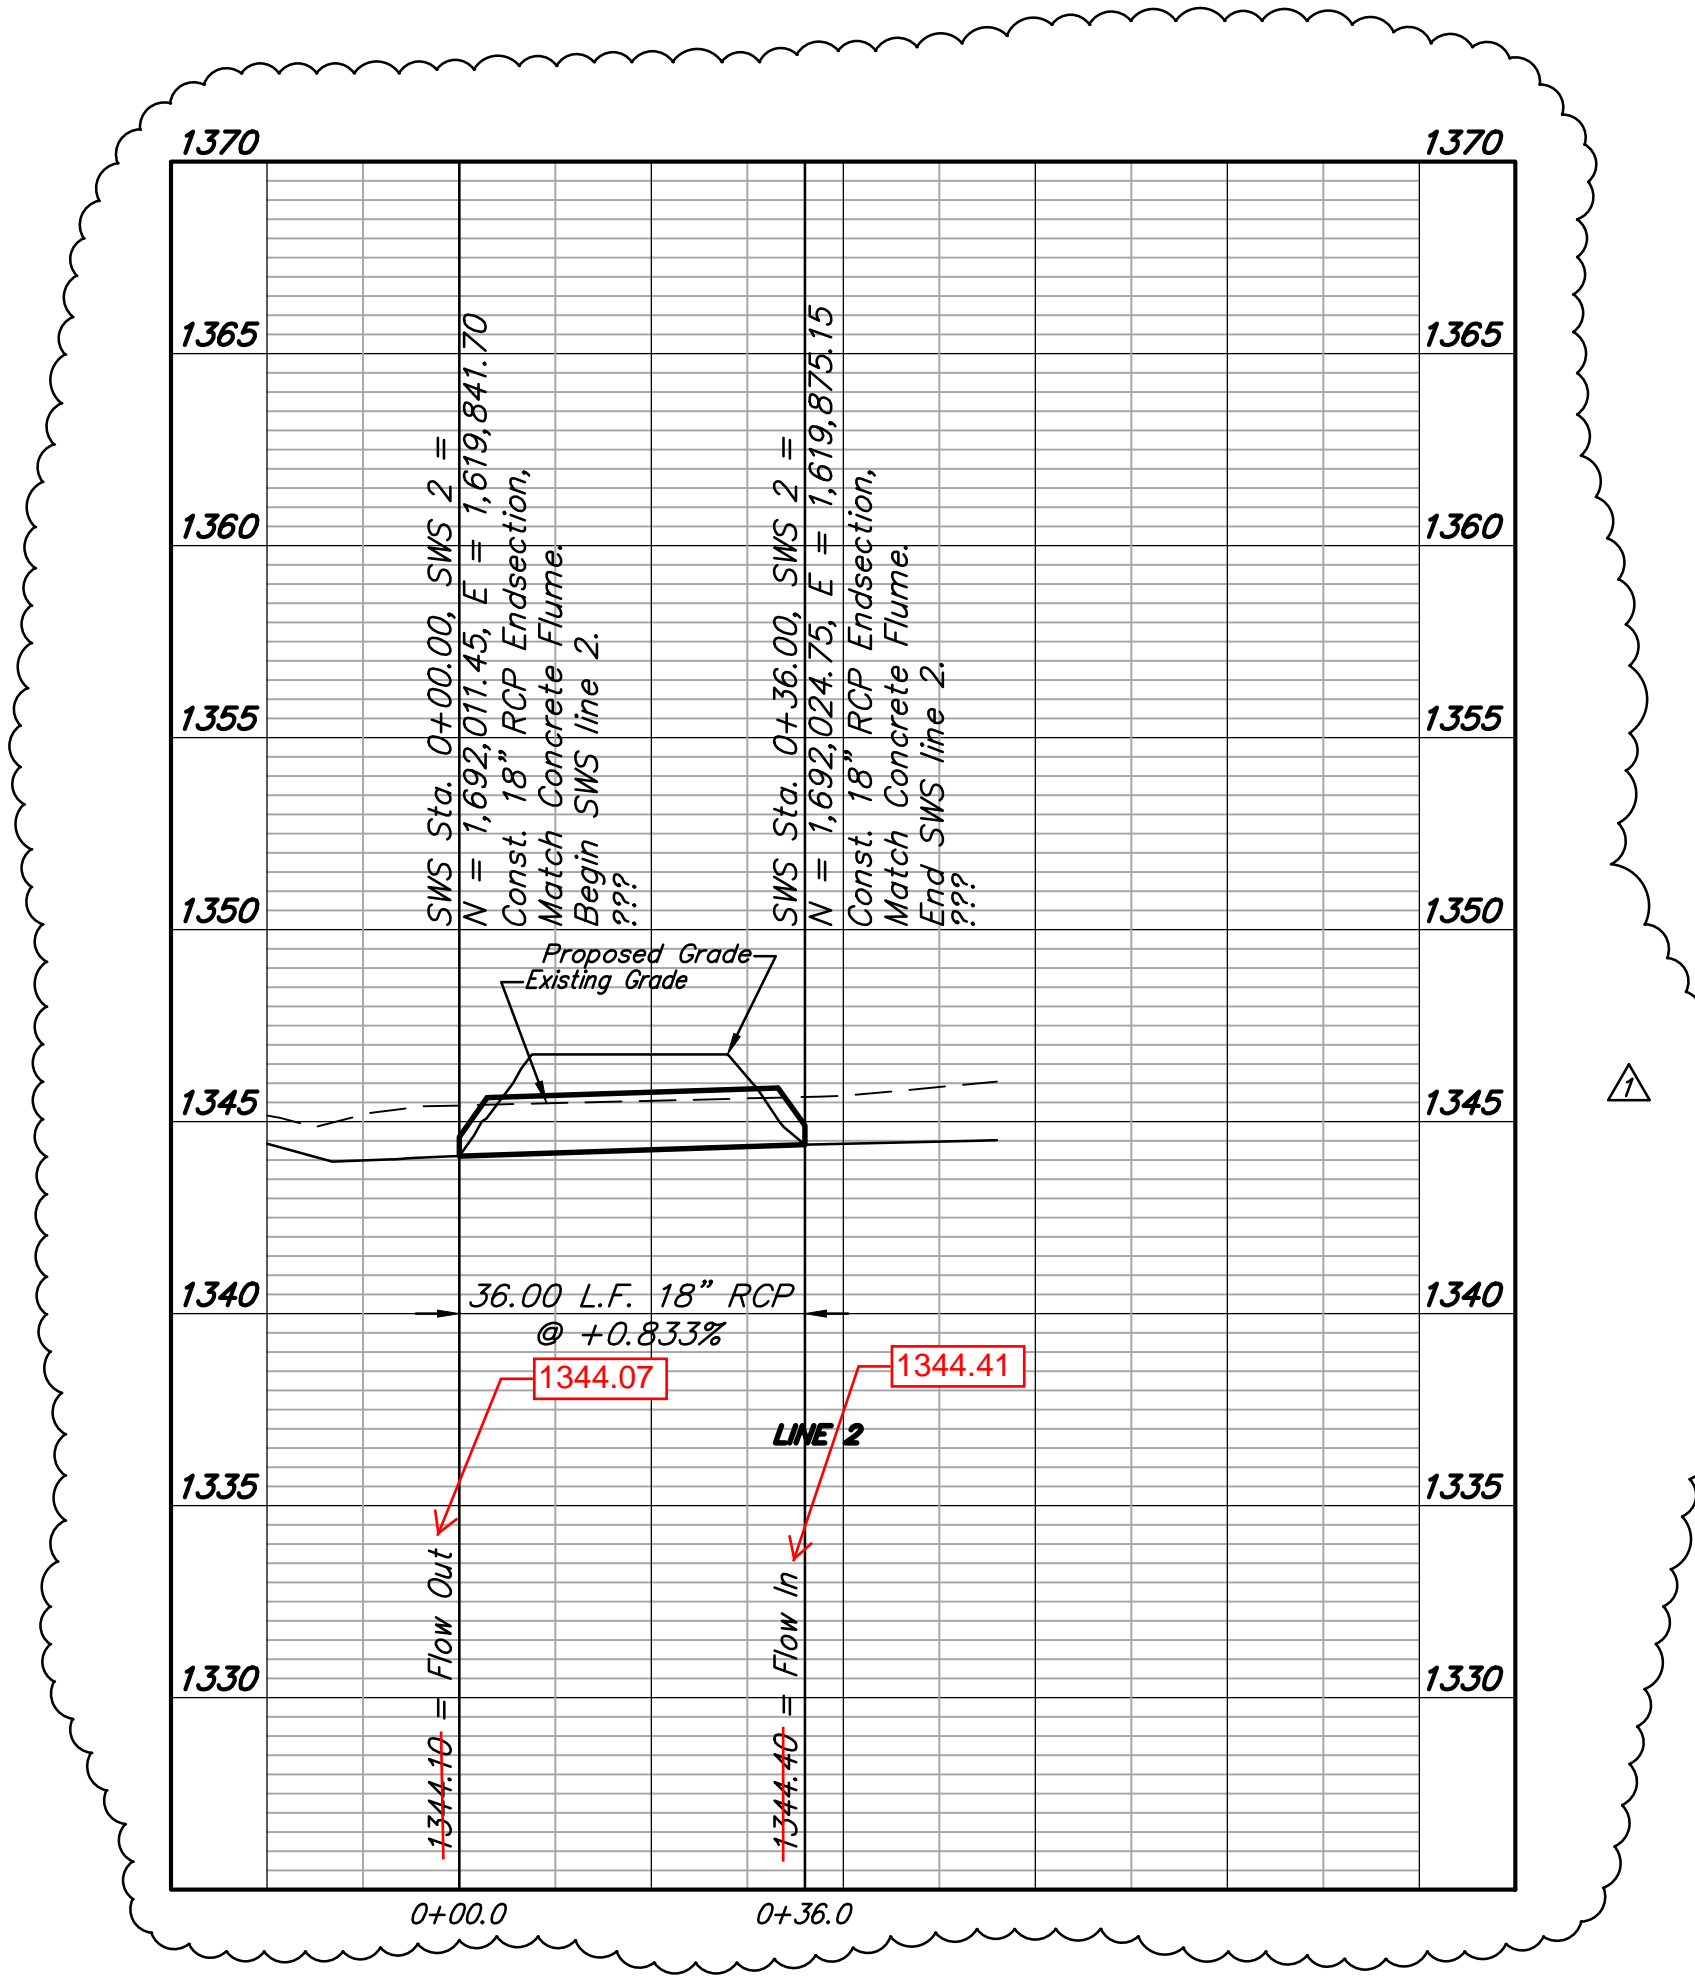 1370
1370
1365
1365
1360
1360
1355
1355
1350
1350
1345
1345
1340
1340
1335
1335
1330
1330
SWS Sta. 0+00.00, SWS 2 =
N = 1,692,011.45, E = 1,619,841.70
Const. 18" RCP Endsection,
Match Concrete Flume.
Begin SWS line 2.
???
SWS Sta. 0+36.00, SWS 2 =
N = 1,692,024.75, E = 1,619,875.15
Const. 18" RCP Endsection,
Match Concrete Flume.
End SWS line 2.
???
Proposed Grade
Existing Grade
1
36.00 L.F. 18" RCP
@ +0.833%
1344.07
1344.41
LINE 2
1344.10 = Flow Out
1344.40 = Flow In
0+00.0
0+36.0